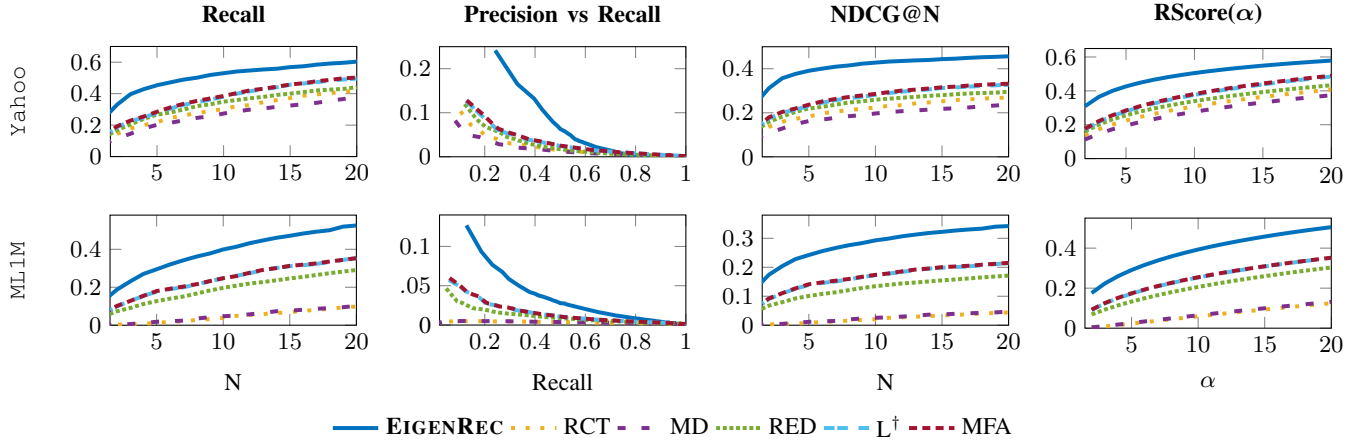 Recall Precision vs Recall NDCG@N RScore(α)
Yahoo
0.6 0.4 0.2 0
5 10 15 20
0.2 0.1 0
0.2 0.4 0.6 0.8 1
0.4 0.2 0
5 10 15 20
0.6 0.4 0.2 0
5 10 15 20
ML1M
0.4 0.2 0
5 10 15 20
N
0.1 .05 0
0.2 0.4 0.6 0.8 1
Recall
0.3 0.2 0.1 0
5 10 15 20
N
0.4 0.2 0
5 10 15 20
α
EIGENREC RCT MD RED L† MFA